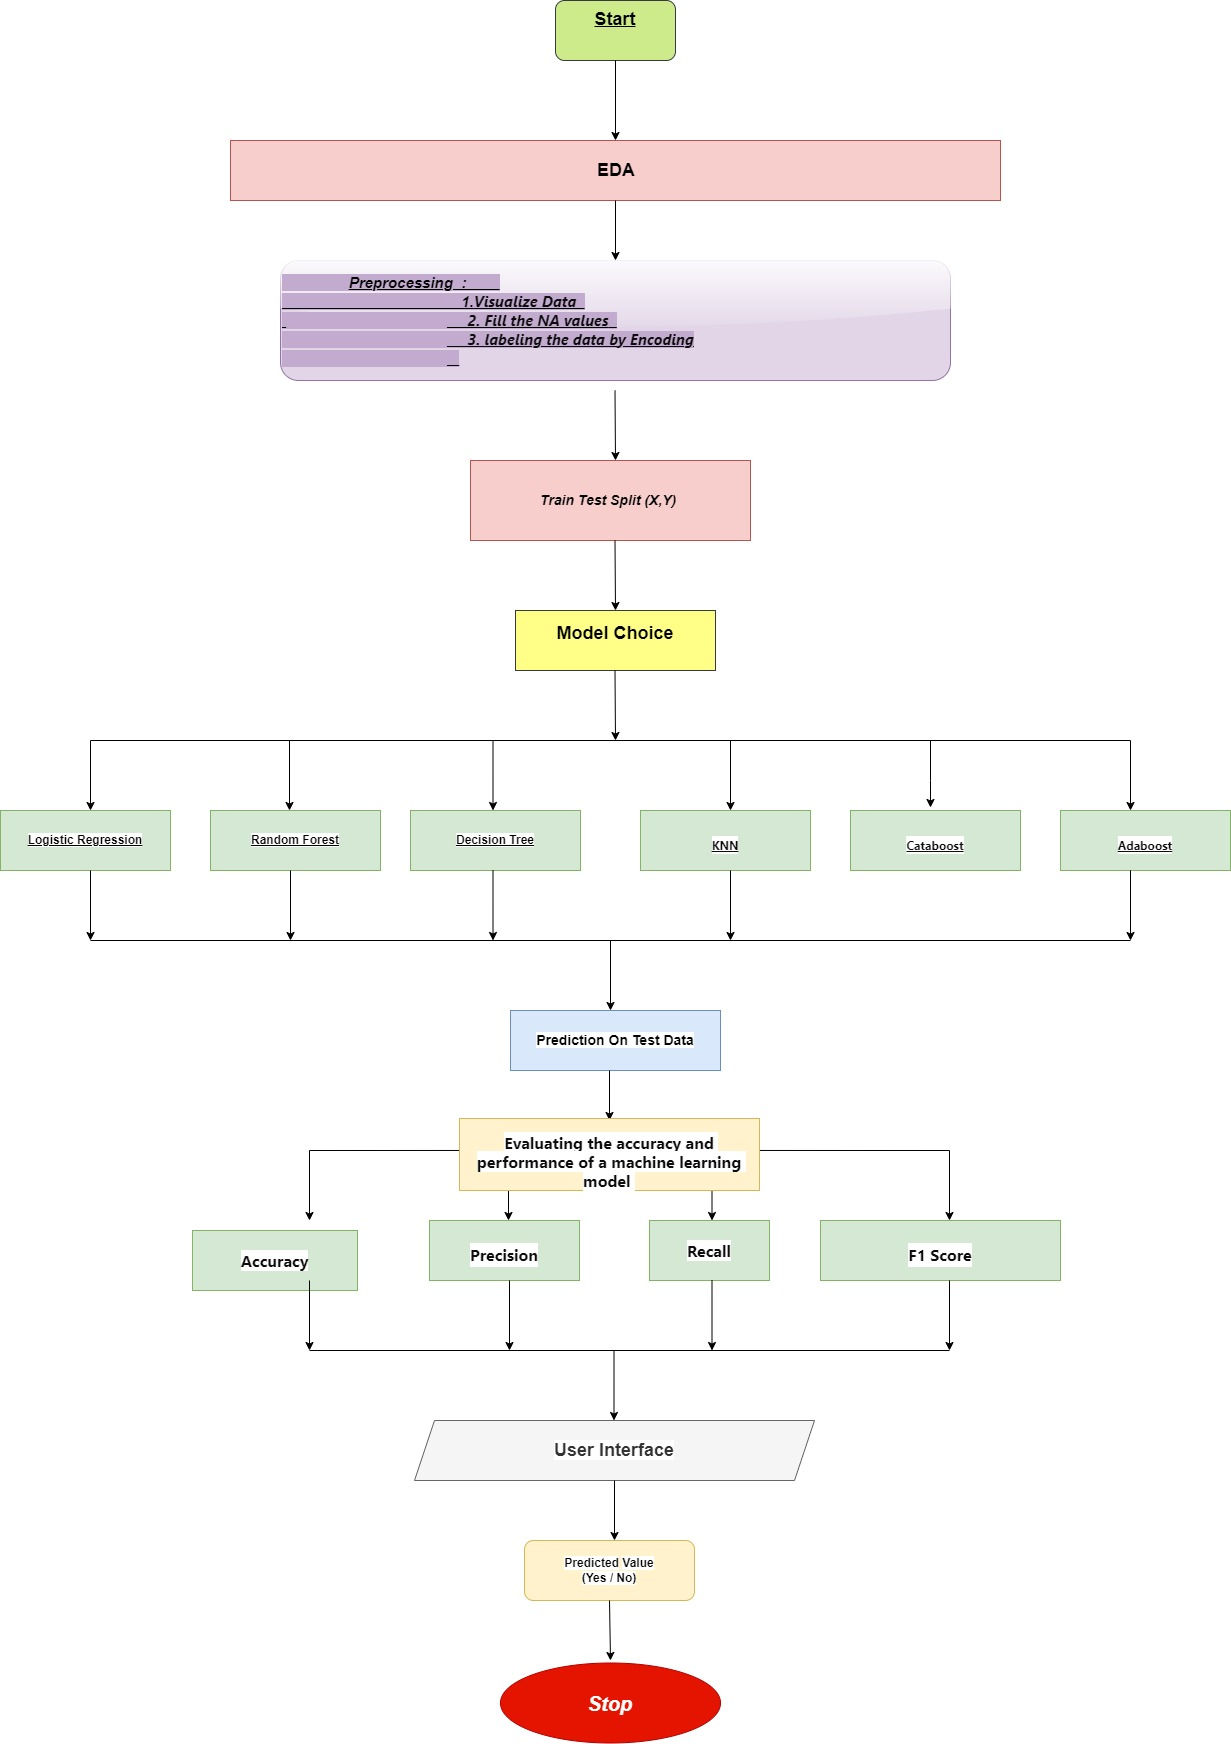 Start
EDA
Preprocessing :
1.Visualize Data
2. Fill the NA values
3. labeling the data by Encoding
Train Test Split (X,Y)
Model Choice
Logistic Regression
Random Forest
Decision Tree
KNN
Cataboost
Adaboost
Prediction On Test Data
Evaluating the accuracy and
performance of a machine learning
model
Accuracy
Precision
Recall
F1 Score
User Interface
Predicted Value
(Yes / No)
Stop